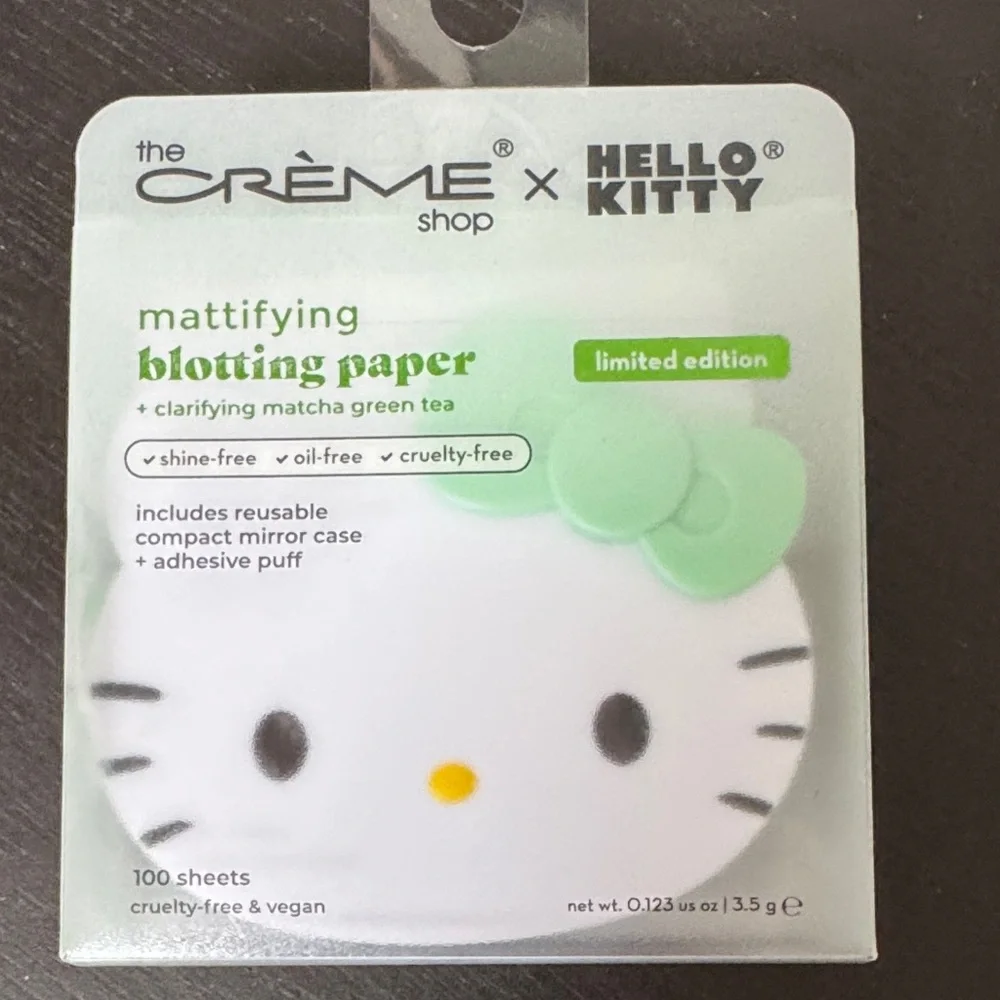 the
CRÈME®
shop
×
HELLO®
KITTY
mattifying
blotting paper
limited edition
+ clarifying matcha green tea
✓ shine-free ✓ oil-free ✓ cruelty-free
includes reusable
compact mirror case
+ adhesive puff
100 sheets
cruelty-free & vegan
net wt. 0.123 us oz | 3.5 g ℮